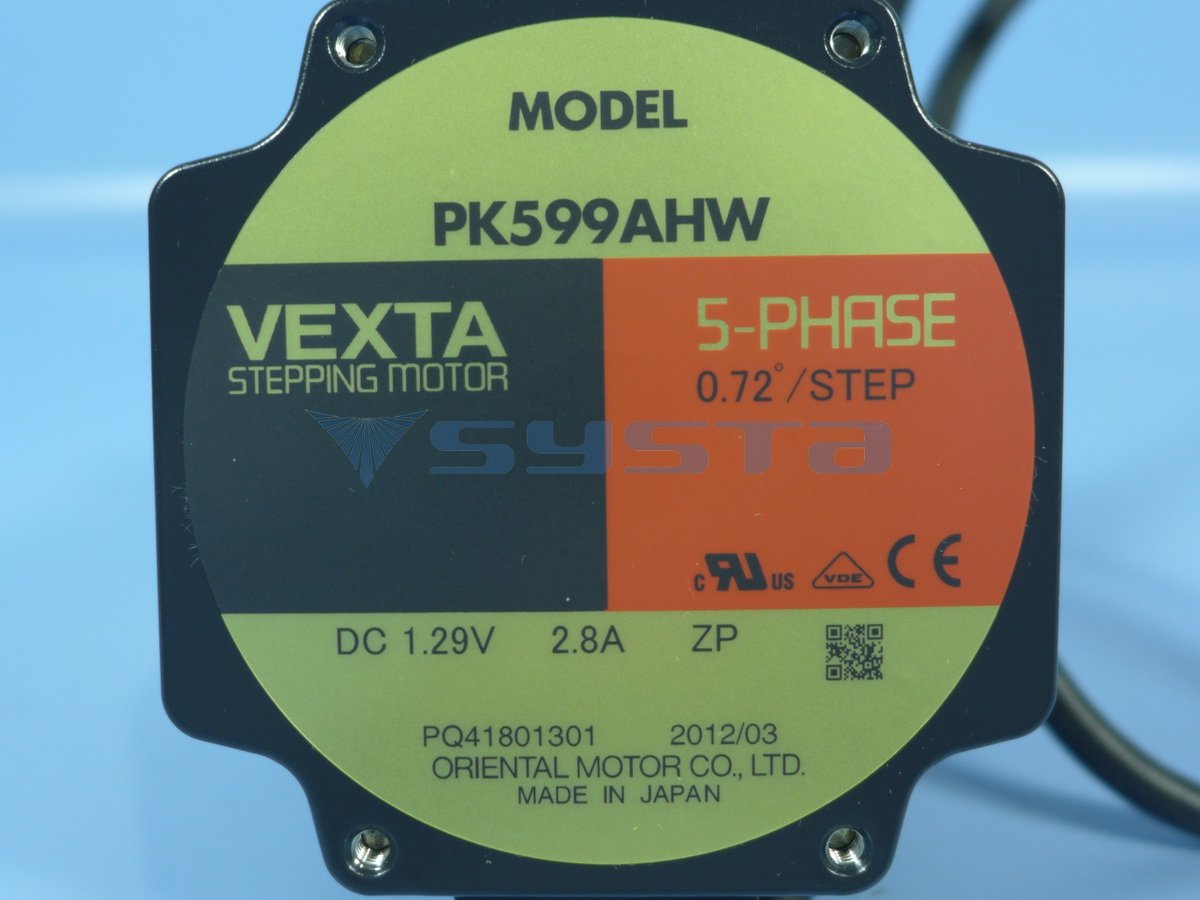 MODEL
PK599AHW
VEXTA
STEPPING MOTOR
5-PHASE
0.72°/STEP
systa
c RU US
VDE
CE
DC 1.29V 2.8A ZP
PQ41801301 2012/03
ORIENTAL MOTOR CO., LTD.
MADE IN JAPAN